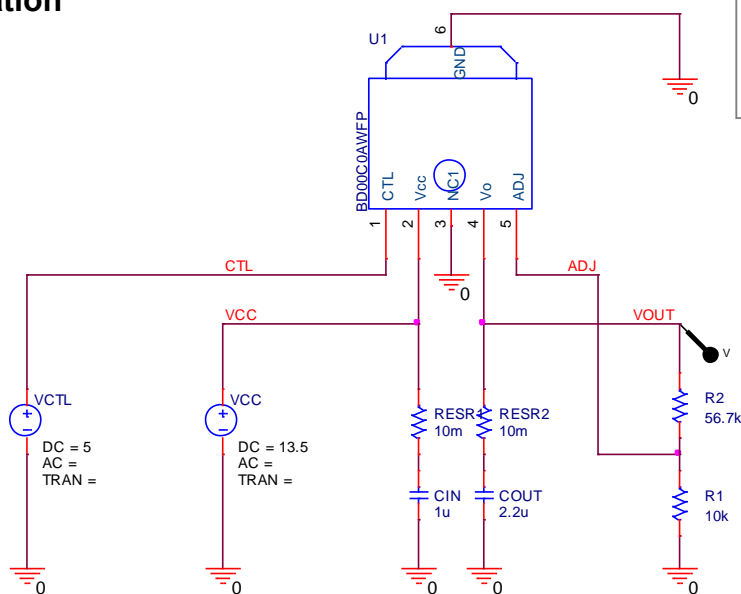 ation
U1
6
GND
0
BD00C0AWFP
CTL
Vcc
NC1
Vo
ADJ
1
2
3
4
5
0
CTL
ADJ
VCC
VOUT
V
VCTL
DC = 5
AC =
TRAN =
VCC
DC = 13.5
AC =
TRAN =
RESR1
10m
RESR2
10m
R2
56.7k
CIN
1u
COUT
2.2u
R1
10k
0
0
0
0
0